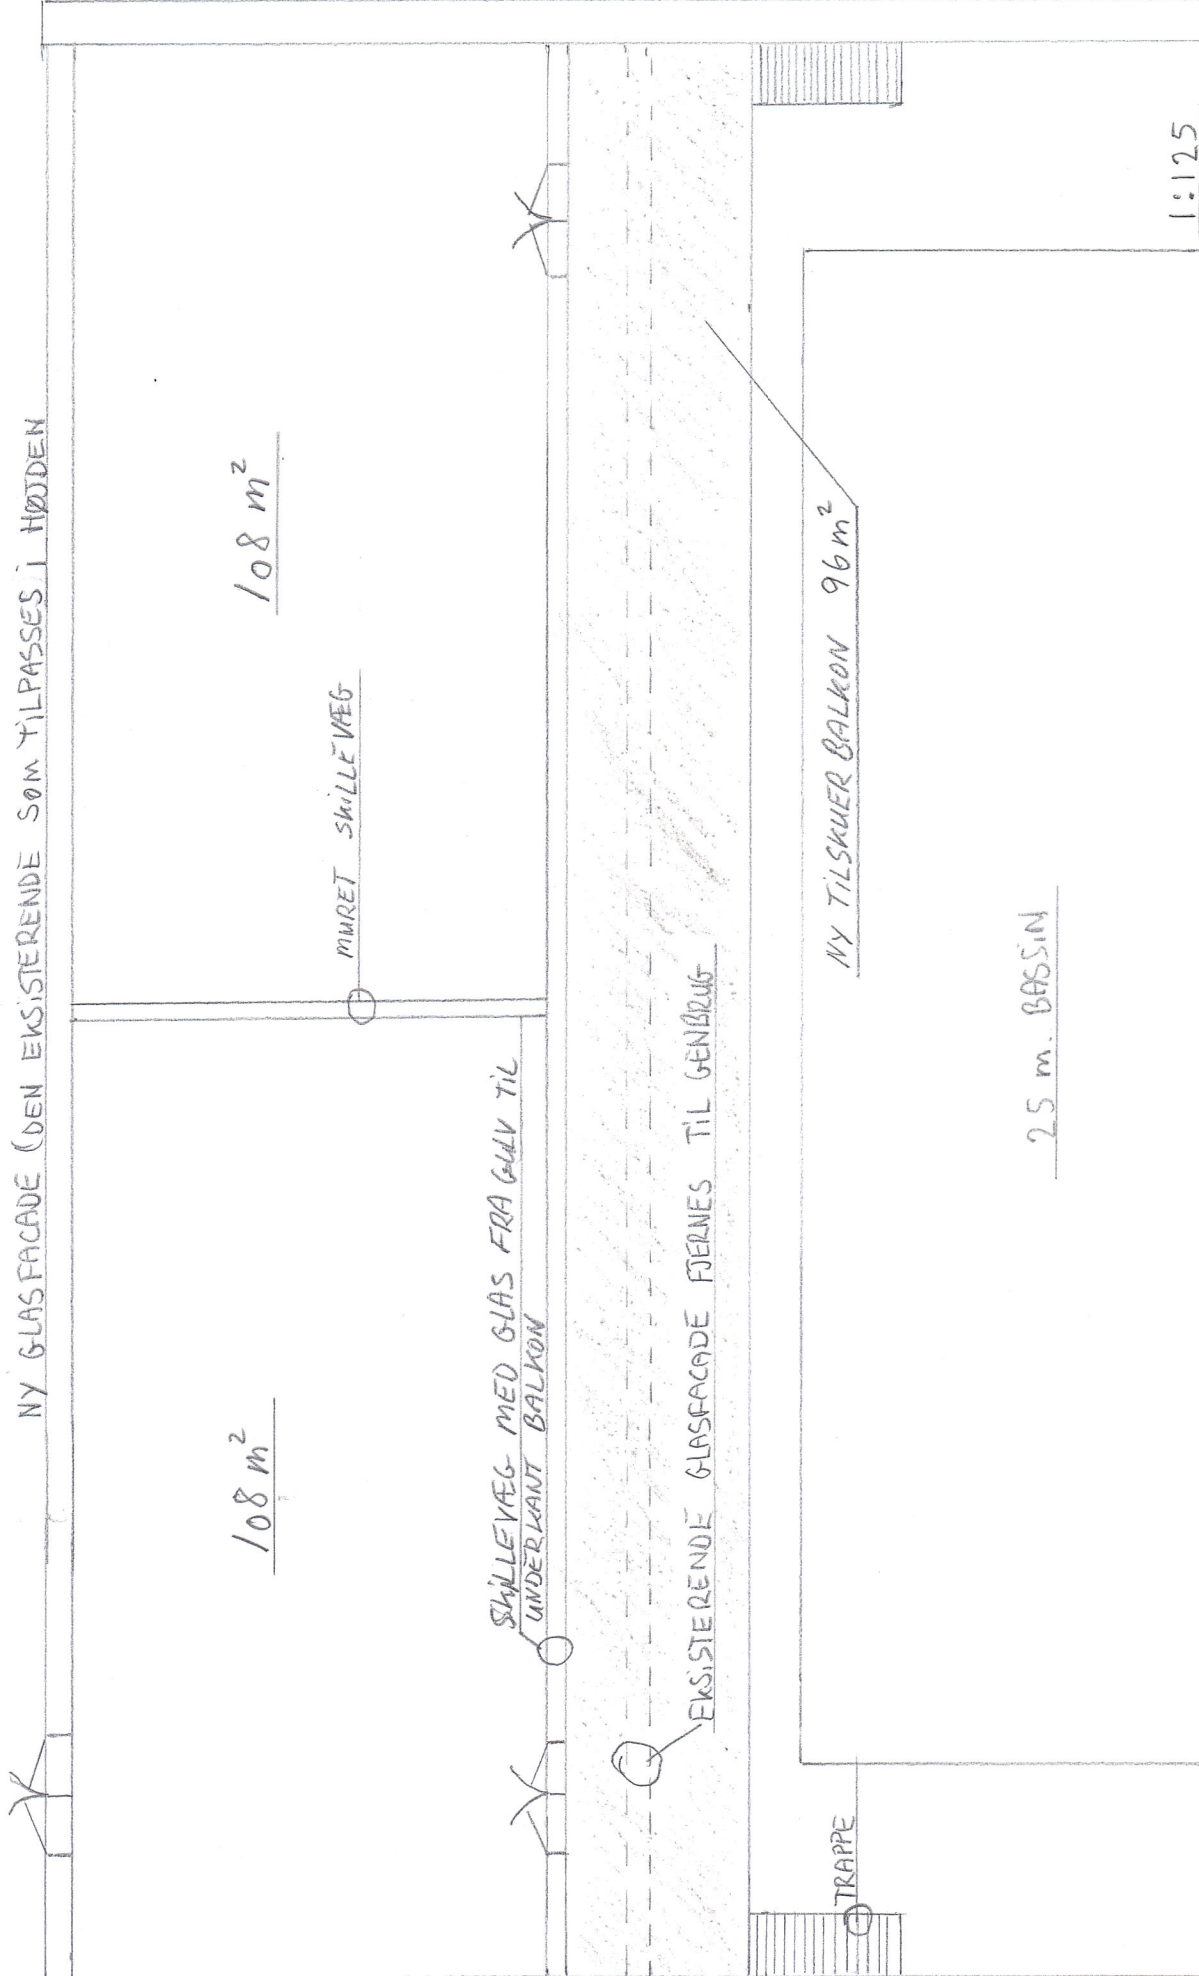 NY GLASFACADE (DEN EKSISTERENDE SOM TILPASSES I HØJDEN
108 m²
108 m²
MURET SKILLEVÆG
SKILLEVÆG MED GLAS FRA GULV TIL
UNDERKANT BALKON
EKSISTERENDE GLASFACADE FJERNES TIL GENBRUG
NY TILSKUER BALKON 96 m²
TRAPPE
25 m. BASSIN
1:125